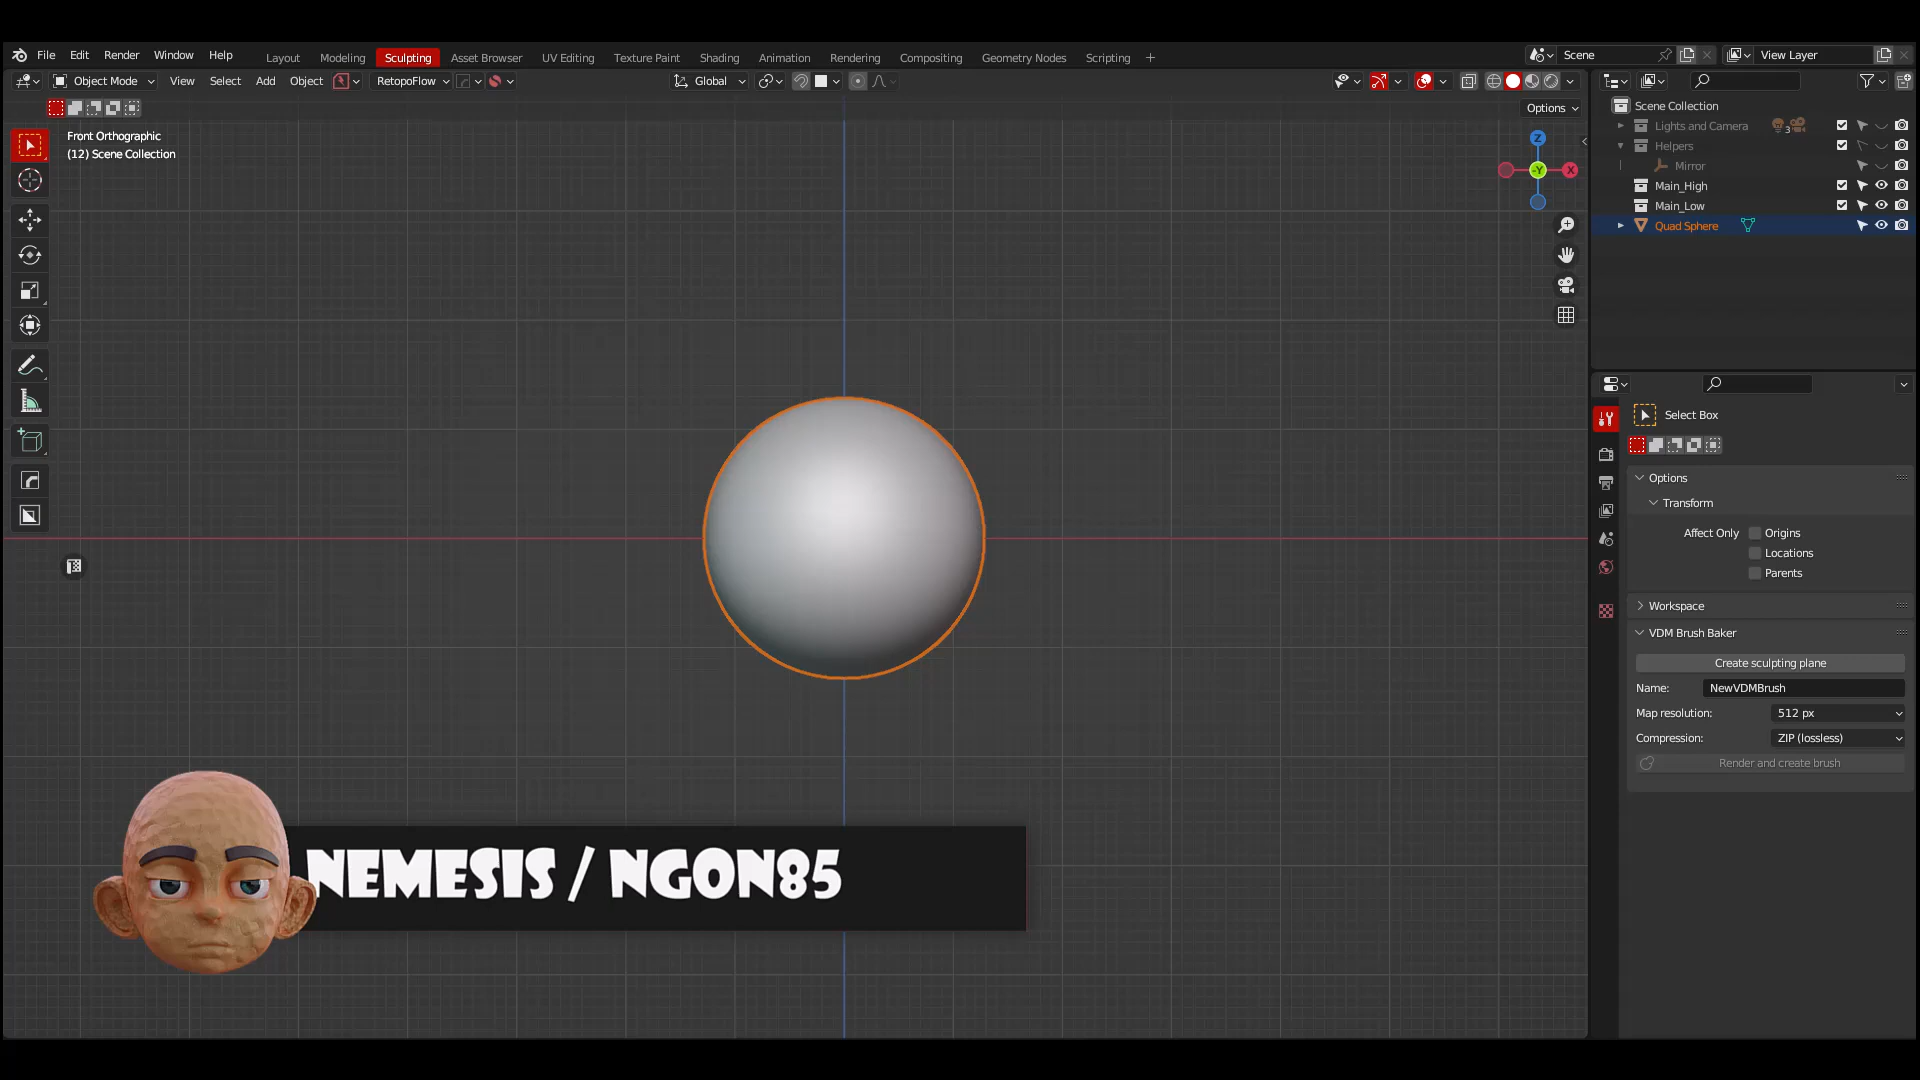 File Edit Render Window Help Layout Modeling Sculpting Asset Browser UV Editing Texture Paint Shading Animation Rendering Compositing Geometry Nodes Scripting + Scene View Layer
Object Mode View Select Add Object RetopoFlow Global
Options
Front Orthographic
(12) Scene Collection
Z
-Y
X
Scene Collection
Lights and Camera 3
Helpers
Mirror
Main_High
Main_Low
Quad Sphere
Select Box
Options
Transform
Affect Only Origins
Locations
Parents
Workspace
VDM Brush Baker
Create sculpting plane
Name: NewVDMBrush
Map resolution: 512 px
Compression: ZIP (lossless)
Render and create brush
NEMESIS / NGON85